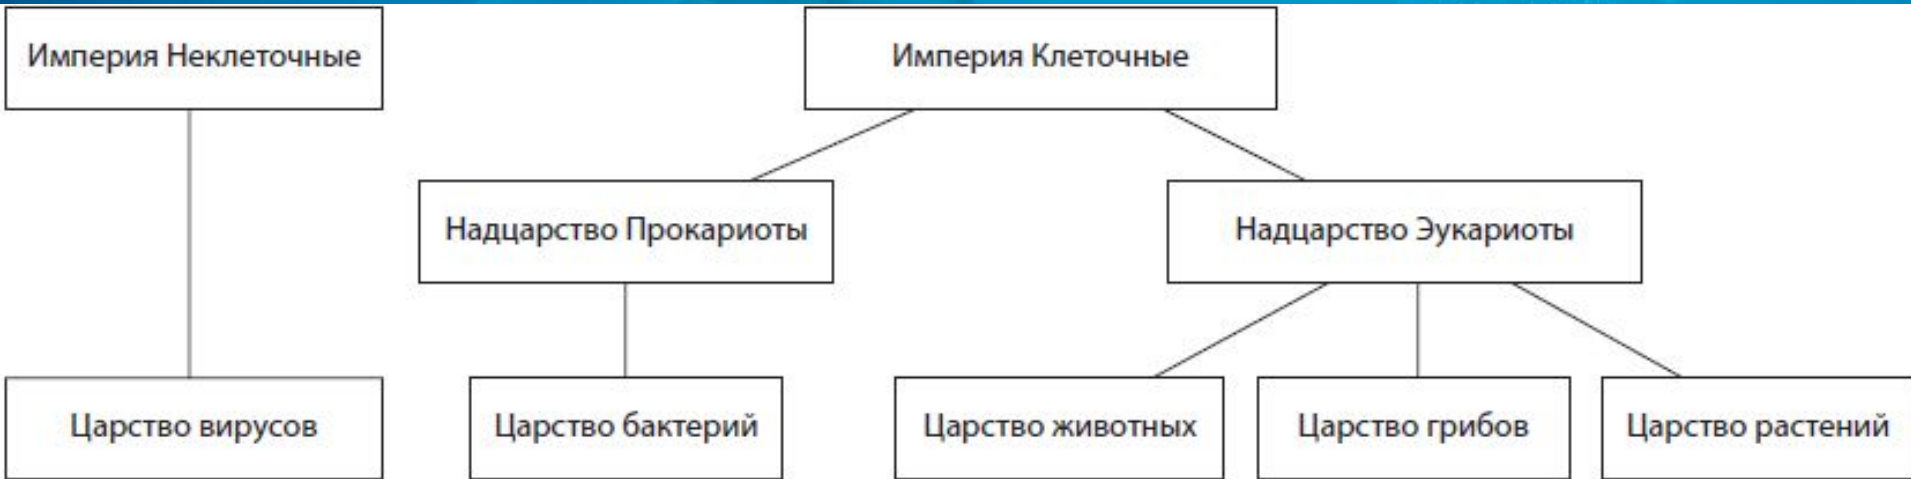 Империя Неклеточные
Империя Клеточные
Надцарство Прокариоты
Надцарство Эукариоты
Царство вирусов
Царство бактерий
Царство животных
Царство грибов
Царство растений